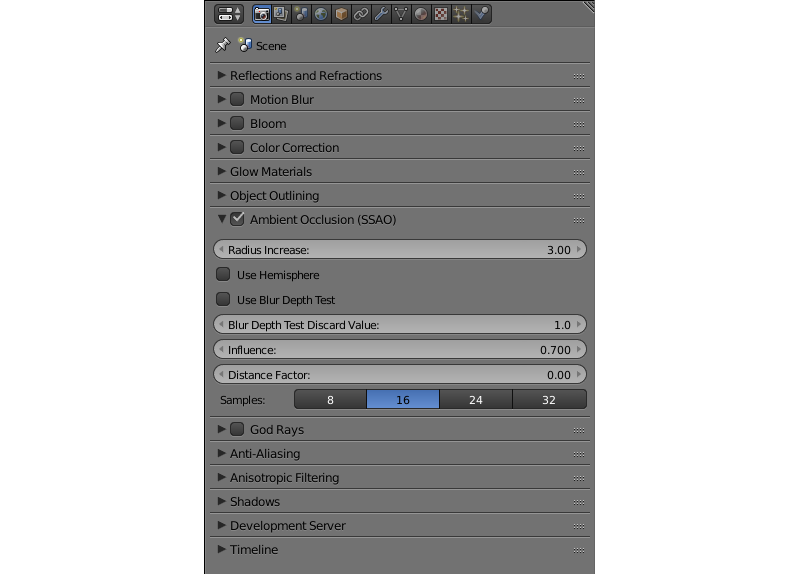 Scene
Reflections and Refractions
Motion Blur
Bloom
Color Correction
Glow Materials
Object Outlining
Ambient Occlusion (SSAO)
Radius Increase: 3.00
Use Hemisphere
Use Blur Depth Test
Blur Depth Test Discard Value: 1.0
Influence: 0.700
Distance Factor: 0.00
Samples: 8 16 24 32
God Rays
Anti-Aliasing
Anisotropic Filtering
Shadows
Development Server
Timeline